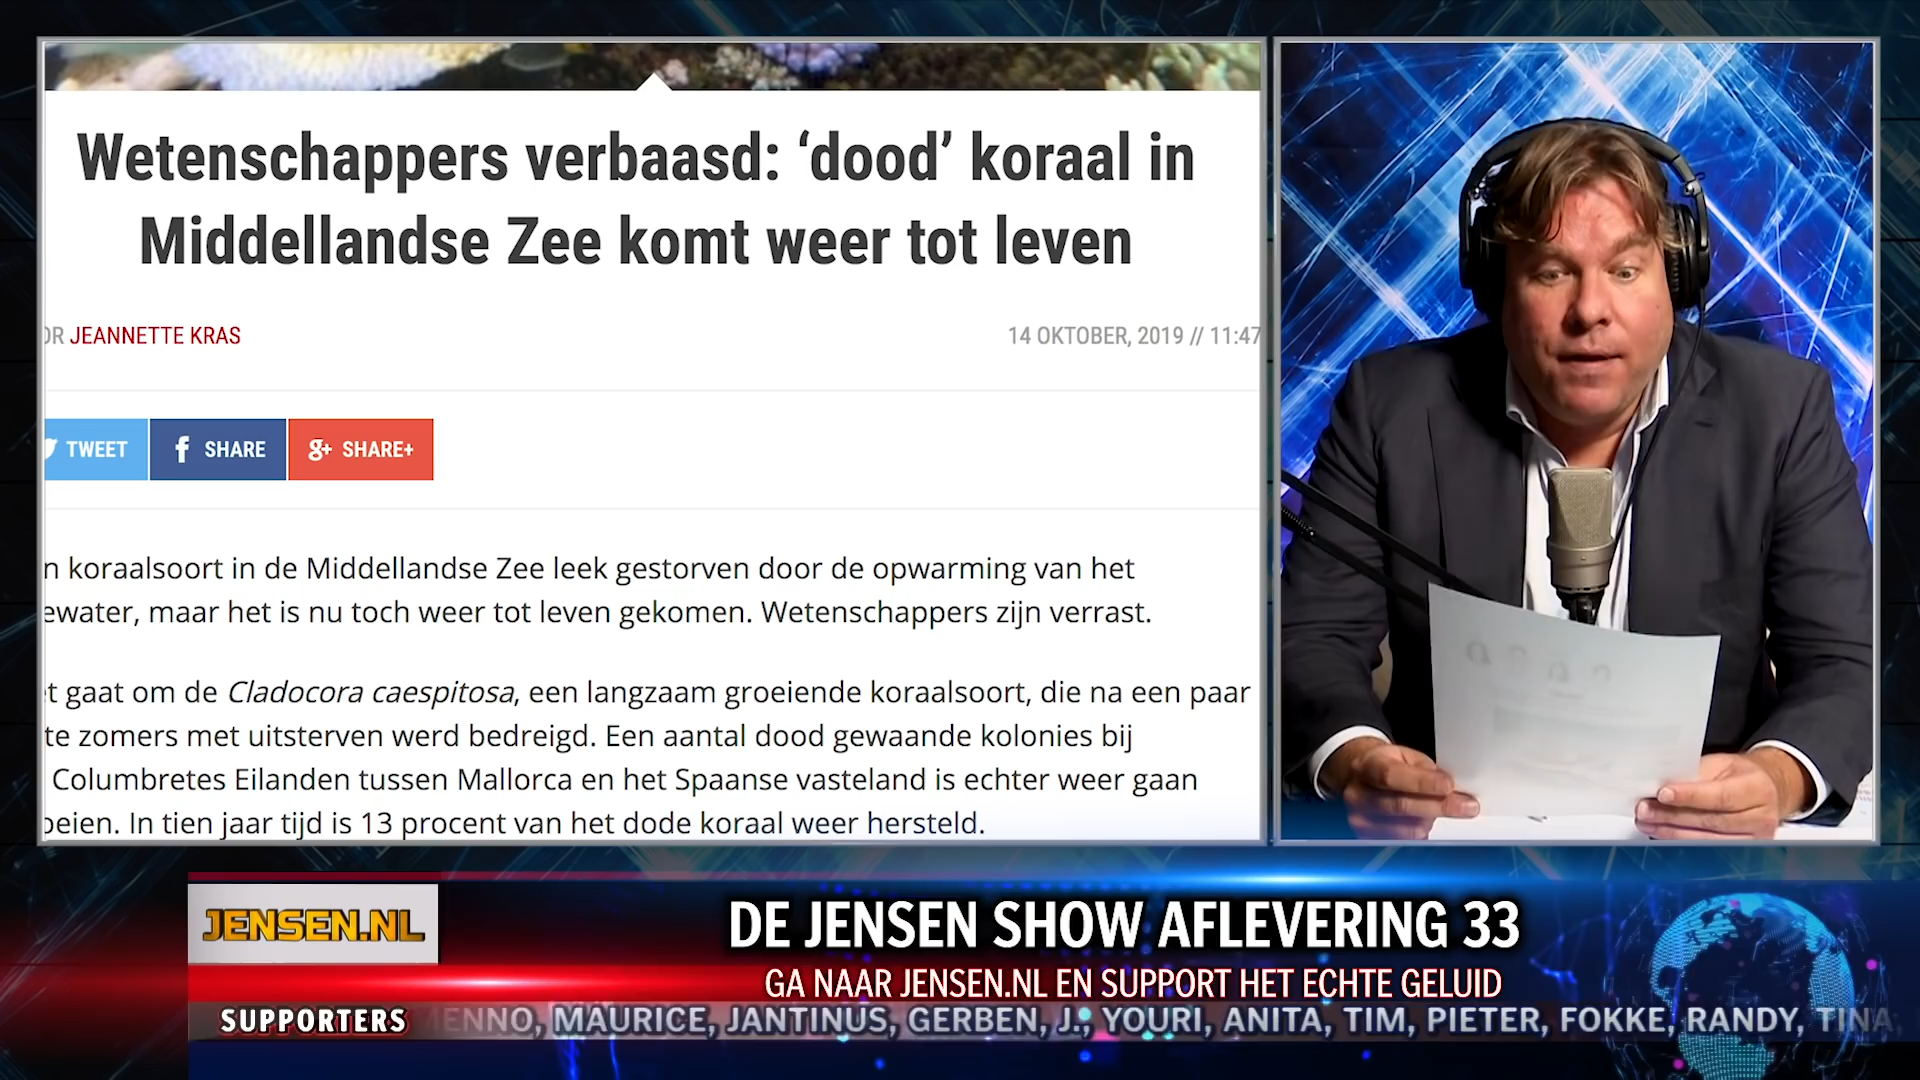 Wetenschappers verbaasd: ‘dood’ koraal in
Middellandse Zee komt weer tot leven
OR JEANNETTE KRAS
14 OKTOBER, 2019 // 11:47
TWEET
f SHARE
g+ SHARE+
n koraalsoort in de Middellandse Zee leek gestorven door de opwarming van het
ewater, maar het is nu toch weer tot leven gekomen. Wetenschappers zijn verrast.
t gaat om de Cladocora caespitosa, een langzaam groeiende koraalsoort, die na een paar
te zomers met uitsterven werd bedreigd. Een aantal dood gewaande kolonies bij
Columbretes Eilanden tussen Mallorca en het Spaanse vasteland is echter weer gaan
oeien. In tien jaar tijd is 13 procent van het dode koraal weer hersteld.
JENSEN.NL
DE JENSEN SHOW AFLEVERING 33
GA NAAR JENSEN.NL EN SUPPORT HET ECHTE GELUID
SUPPORTERS
MENNO, MAURICE, JANTINUS, GERBEN, J., YOURI, ANITA, TIM, PIETER, FOKKE, RANDY, TINA,